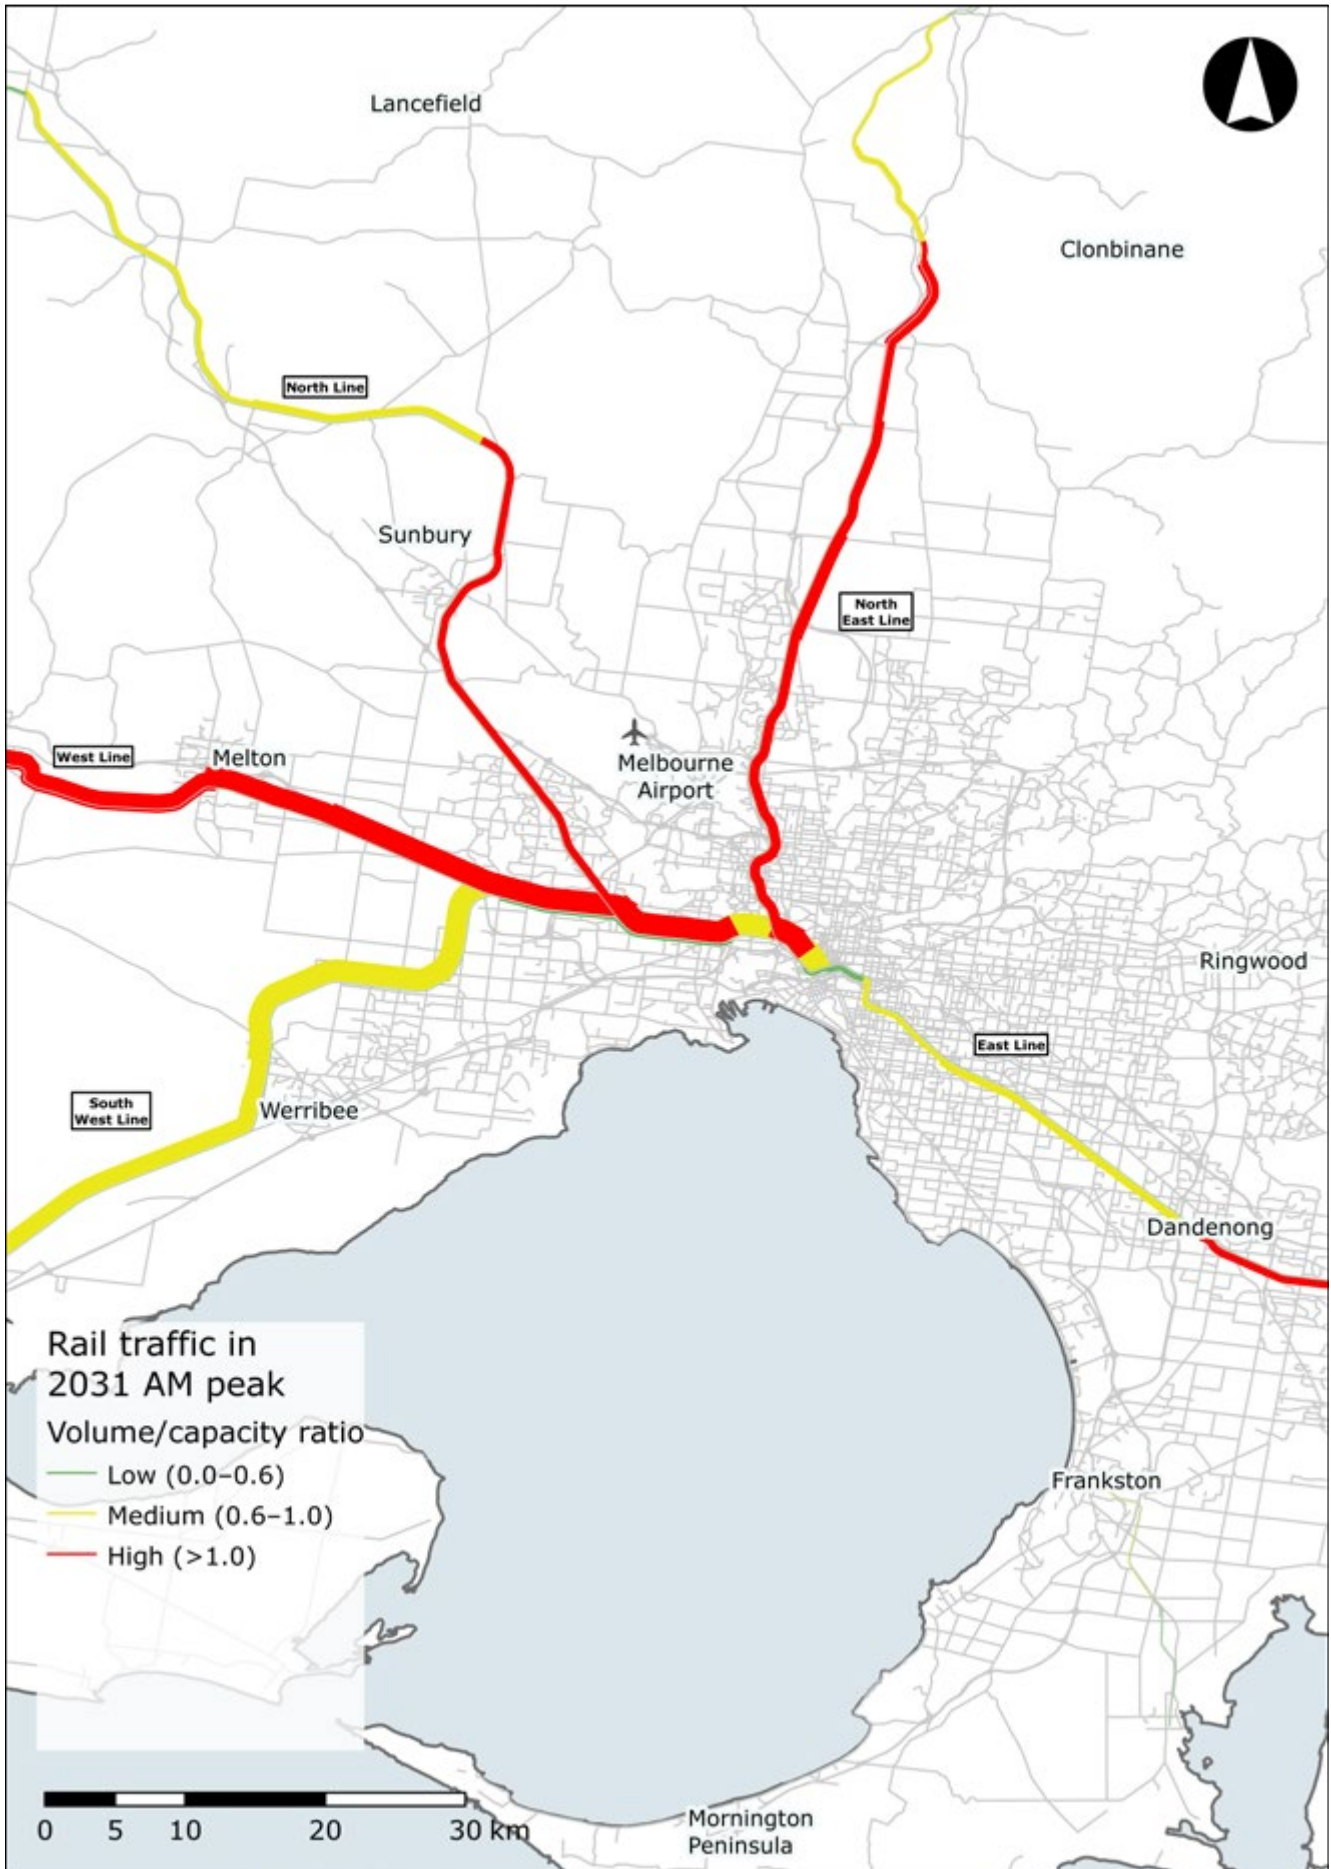 Lancefield
Clonbinane
North Line
Sunbury
North
East Line
West Line
Melton
Melbourne
Airport
Ringwood
East Line
South
West Line
Werribee
Dandenong
Rail traffic in
2031 AM peak
Volume/capacity ratio
Low (0.0–0.6)
Medium (0.6–1.0)
High (>1.0)
Frankston
0 5 10 20 30 km
Mornington
Peninsula